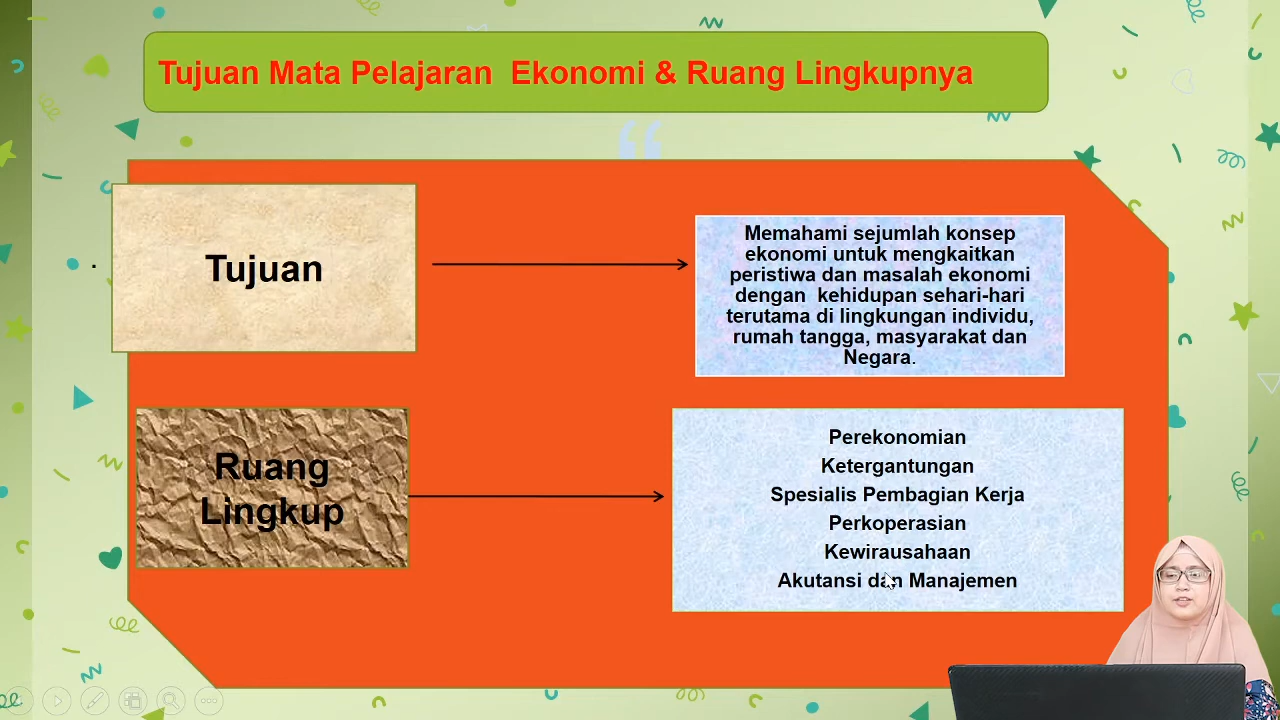 Tujuan Mata Pelajaran Ekonomi & Ruang Lingkupnya
Tujuan
Memahami sejumlah konsep
ekonomi untuk mengkaitkan
peristiwa dan masalah ekonomi
dengan kehidupan sehari-hari
terutama di lingkungan individu,
rumah tangga, masyarakat dan
Negara.
Ruang
Lingkup
Perekonomian
Ketergantungan
Spesialis Pembagian Kerja
Perkoperasian
Kewirausahaan
Akutansi dan Manajemen